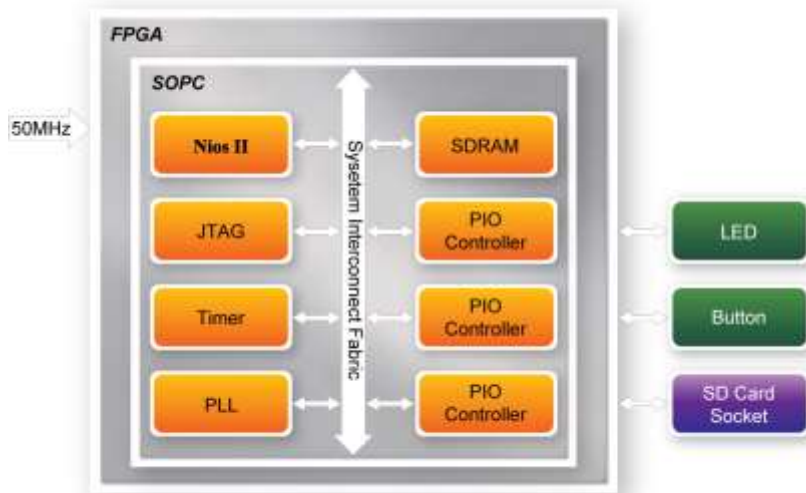 FPGA
SOPC
50MHz
Nios II
SDRAM
JTAG
PIO
Controller
LED
Timer
PIO
Controller
Button
PLL
PIO
Controller
SD Card
Socket
Sysetem Interconnect Fabric